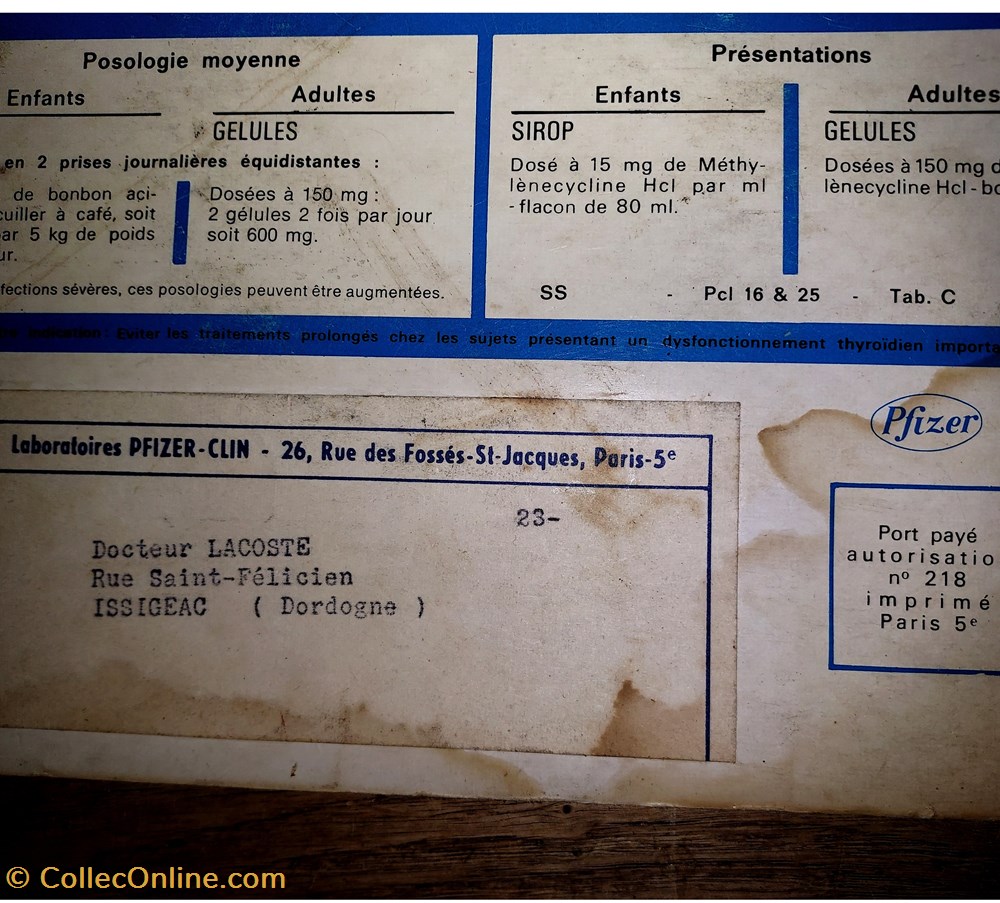 Posologie moyenne
Enfants
Adultes
GELULES
en 2 prises journalières équidistantes :
de bonbon aci-
cuiller à café, soit
par 5 kg de poids
Dosées à 150 mg :
2 gélules 2 fois par jour
soit 600 mg.
ces posologies peuvent être augmentées.
sévères,
Présentations
Enfants
SIROP
Dosé à 15 mg de Méthy-
lènecycline Hcl par ml
- flacon de 80 ml.
Adultes
GELULES
Dosées à 150 mg
lènecycline Hcl -
SS - Pcl 16 & 25 - Tab. C
indication : Eviter les traitements prolongés chez les sujets présentant un dysfonctionnement thyroïdien
Laboratoires PFIZER-CLIN - 26, Rue des Fossés-St-Jacques, Paris-5e
23-
Docteur LACOSTE
Rue Saint-Félicien
ISSIGEAC ( Dordogne )
Pfizer
Port payé
autorisatio
nº 218
imprimé
Paris 5e
© CollecOnline.com